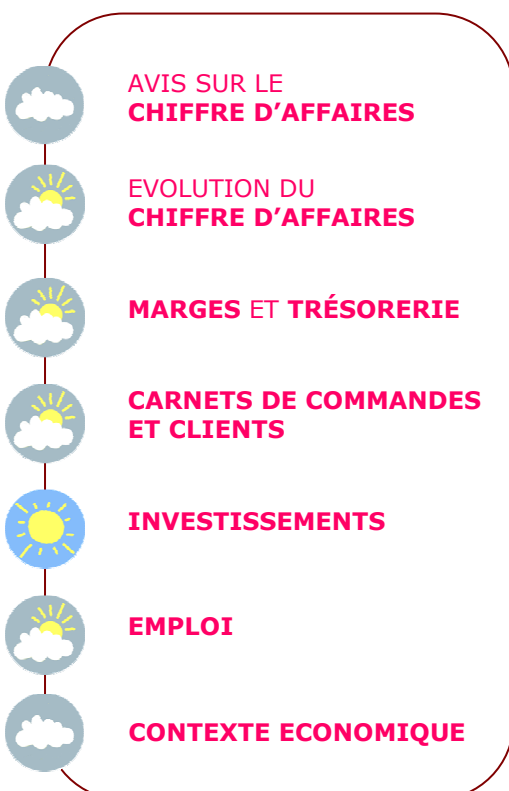 AVIS SUR LE
CHIFFRE D’AFFAIRES
EVOLUTION DU
CHIFFRE D’AFFAIRES
MARGES ET TRÉSORERIE
CARNETS DE COMMANDES
ET CLIENTS
INVESTISSEMENTS
EMPLOI
CONTEXTE ECONOMIQUE